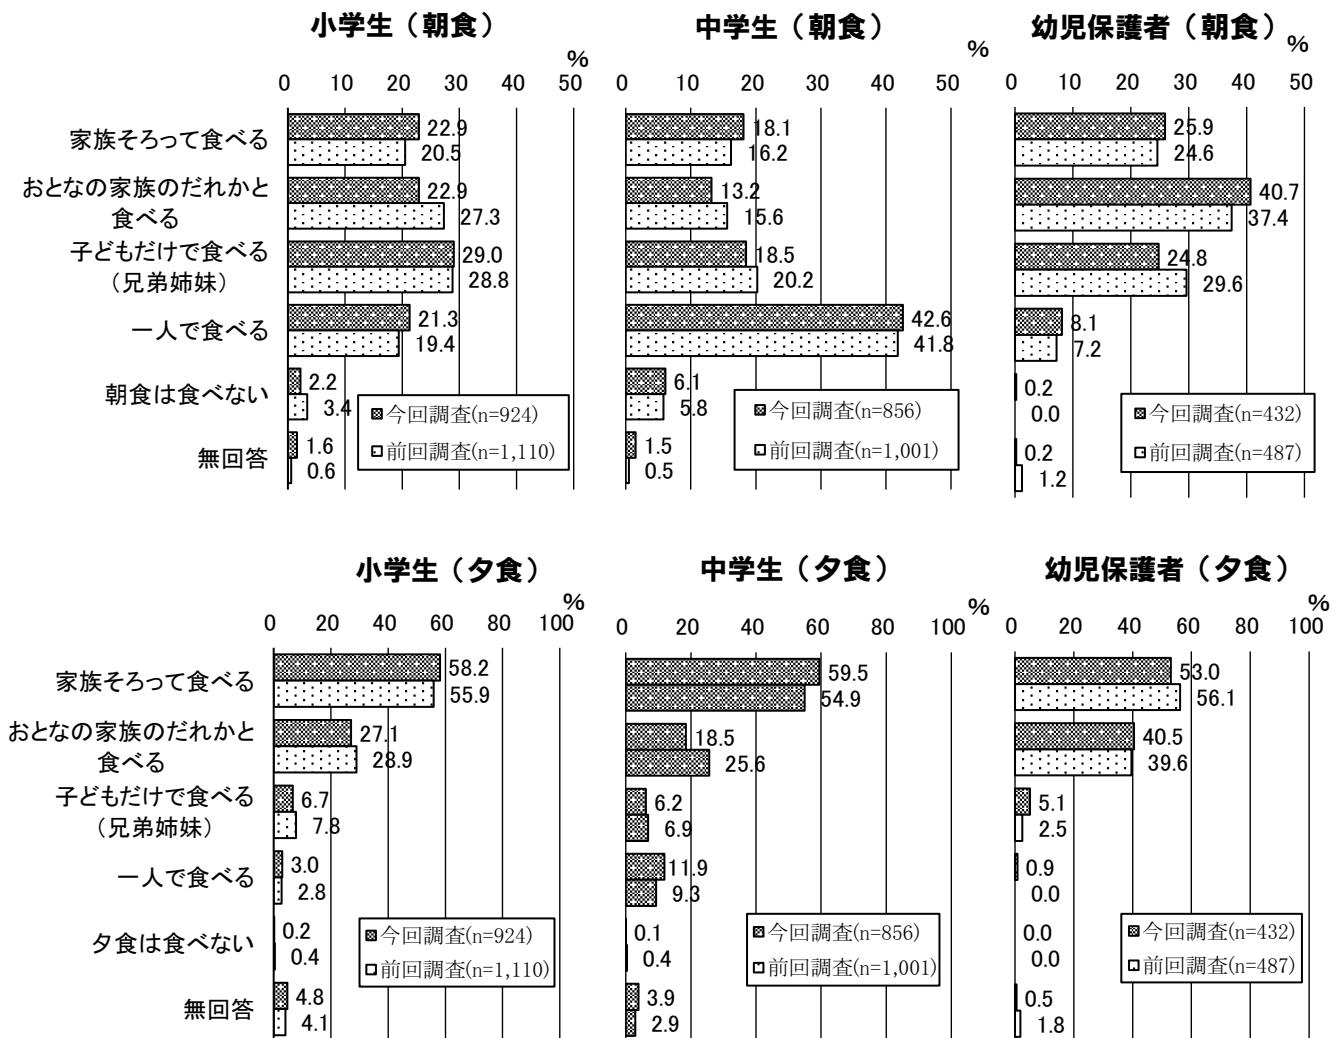 小学生（朝食）
%
0 10 20 30 40 50
家族そろって食べる
22.9
20.5
おとなの家族のだれかと
食べる
22.9
27.3
子どもだけで食べる
（兄弟姉妹）
29.0
28.8
一人で食べる
21.3
19.4
朝食は食べない
2.2
3.4
無回答
1.6
0.6
今回調査(n=924)
前回調査(n=1,110)
中学生（朝食）
%
0 10 20 30 40 50
18.1
16.2
13.2
15.6
18.5
20.2
42.6
41.8
6.1
5.8
1.5
0.5
今回調査(n=856)
前回調査(n=1,001)
幼児保護者（朝食）
%
0 10 20 30 40 50
25.9
24.6
40.7
37.4
24.8
29.6
8.1
7.2
0.2
0.0
0.2
1.2
今回調査(n=432)
前回調査(n=487)
小学生（夕食）
%
0 20 40 60 80 100
家族そろって食べる
58.2
55.9
おとなの家族のだれかと
食べる
27.1
28.9
子どもだけで食べる
（兄弟姉妹）
6.7
7.8
一人で食べる
3.0
2.8
夕食は食べない
0.2
0.4
無回答
4.8
4.1
今回調査(n=924)
前回調査(n=1,110)
中学生（夕食）
%
0 20 40 60 80 100
59.5
54.9
18.5
25.6
6.2
6.9
11.9
9.3
0.1
0.4
3.9
2.9
今回調査(n=856)
前回調査(n=1,001)
幼児保護者（夕食）
%
0 20 40 60 80 100
53.0
56.1
40.5
39.6
5.1
2.5
0.9
0.0
0.0
0.0
0.5
1.8
今回調査(n=432)
前回調査(n=487)